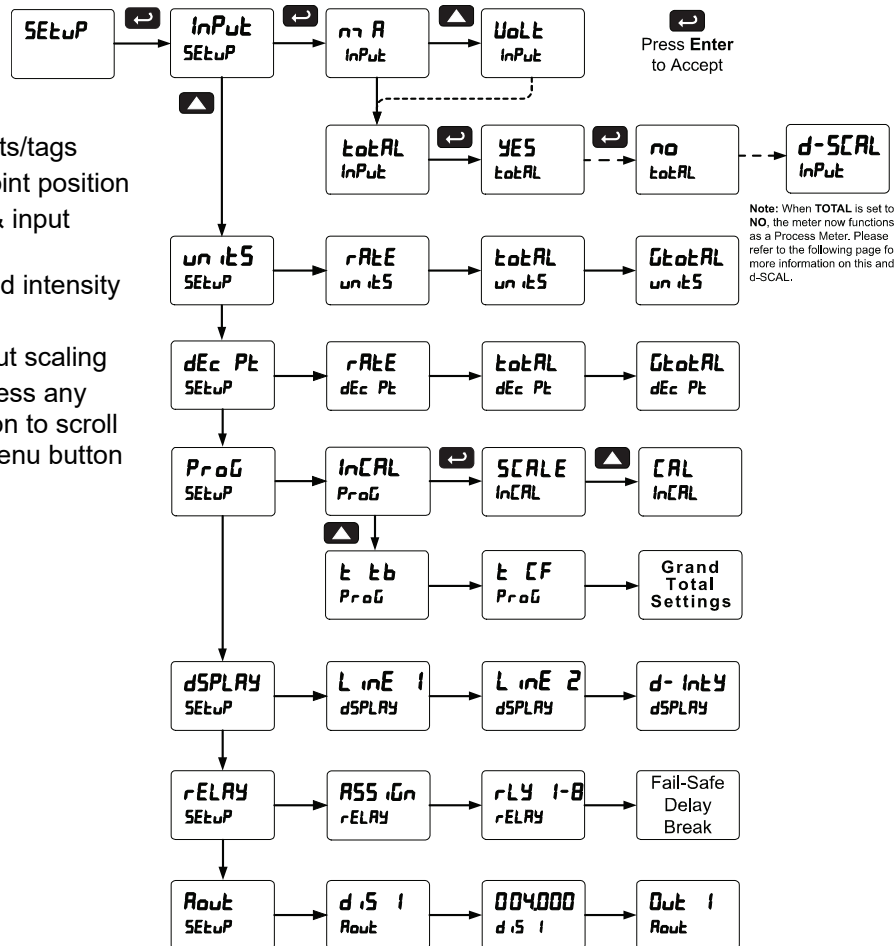 SEtuP
InPut
SEtuP
mA
InPut
VoLt
InPut
Press Enter
to Accept
ts/tags
int position
& input
d intensity
ut scaling
ess any
on to scroll
enu button
totAL
InPut
YES
totAL
no
totAL
d-SCAL
InPut
Note: When TOTAL is set to
NO, the meter now functions
as a Process Meter. Please
refer to the following page fo
more information on this and
d-SCAL.
unitS
SEtuP
rAtE
unitS
totAL
unitS
GtotAL
unitS
dEc Pt
SEtuP
rAtE
dEc Pt
totAL
dEc Pt
GtotAL
dEc Pt
ProG
SEtuP
InCAL
ProG
SCALE
InCAL
CAL
InCAL
t tb
ProG
t CF
ProG
Grand
Total
Settings
dSPLAY
SEtuP
LinE 1
dSPLAY
LinE 2
dSPLAY
d-IntY
dSPLAY
rELAY
SEtuP
ASSiGn
rELAY
rLY 1-8
rELAY
Fail-Safe
Delay
Break
Aout
SEtuP
diS 1
Aout
004.000
diS 1
Out 1
Aout